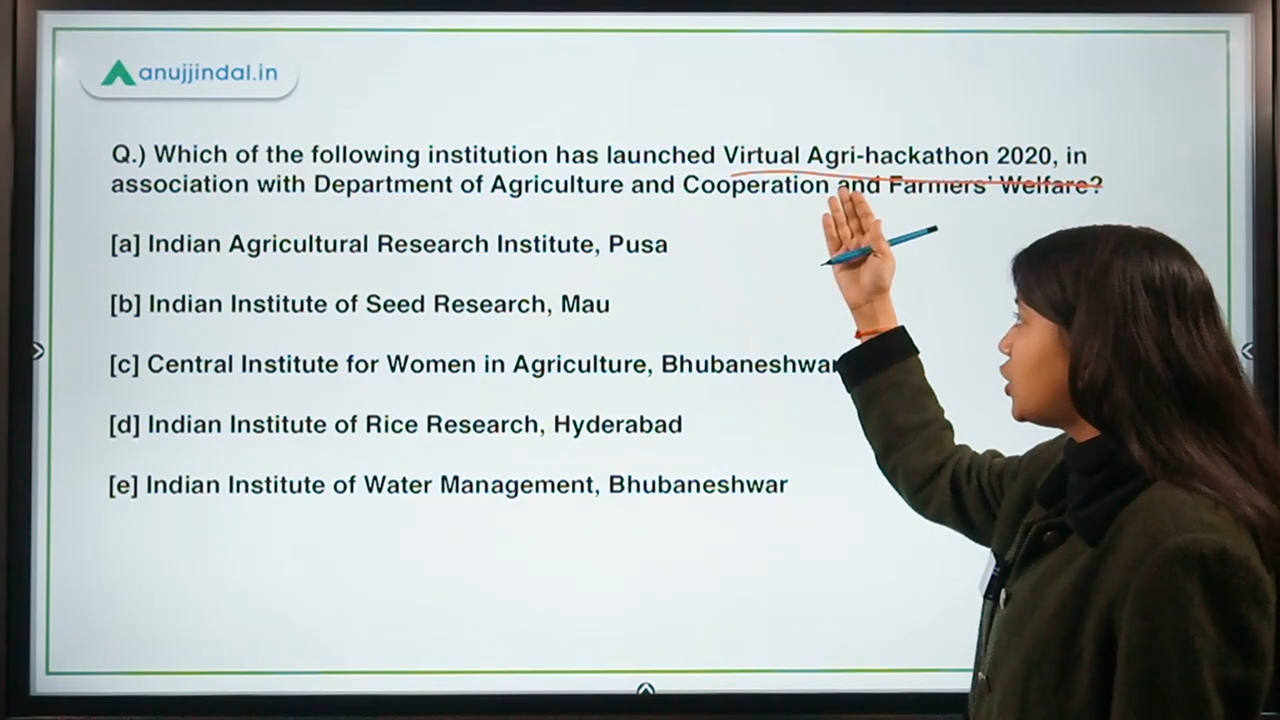 anujjindal.in
Q.) Which of the following institution has launched Virtual Agri-hackathon 2020, in
association with Department of Agriculture and Cooperation and Farmers' Welfare?
[a] Indian Agricultural Research Institute, Pusa
[b] Indian Institute of Seed Research, Mau
[c] Central Institute for Women in Agriculture, Bhubaneshwar
[d] Indian Institute of Rice Research, Hyderabad
[e] Indian Institute of Water Management, Bhubaneshwar